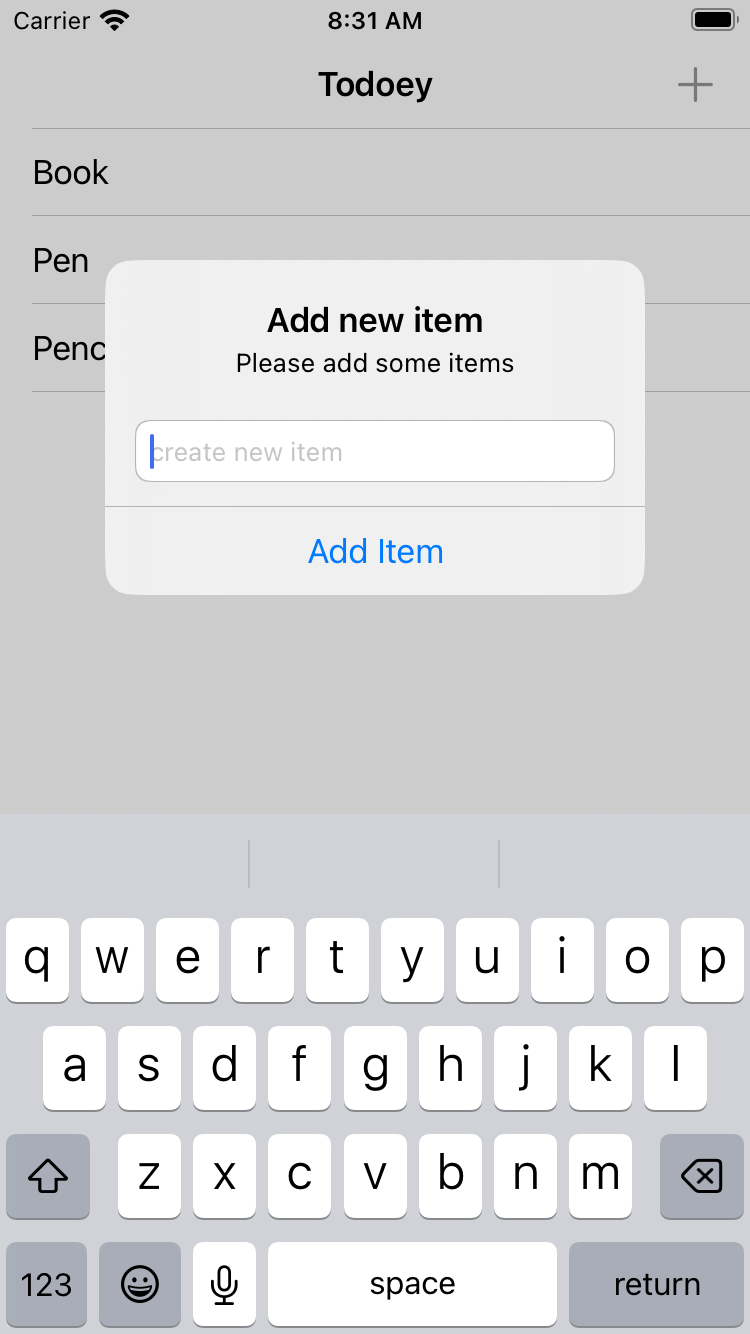 Carrier 8:31 AM
Todoey
Book
Pen
Penc
Add new item
Please add some items
create new item
Add Item
q w e r t y u i o p
a s d f g h j k l
z x c v b n m
123 space return